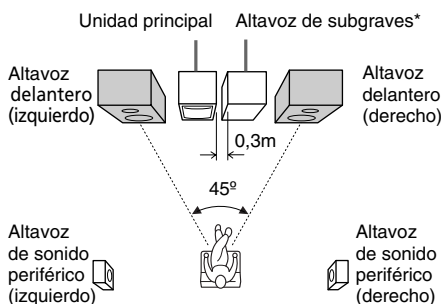 Unidad principal
Altavoz de subgraves*
Altavoz
delantero
(izquierdo)
Altavoz
delantero
(derecho)
0,3m
45º
Altavoz
de sonido
periférico
(izquierdo)
Altavoz
de sonido
periférico
(derecho)